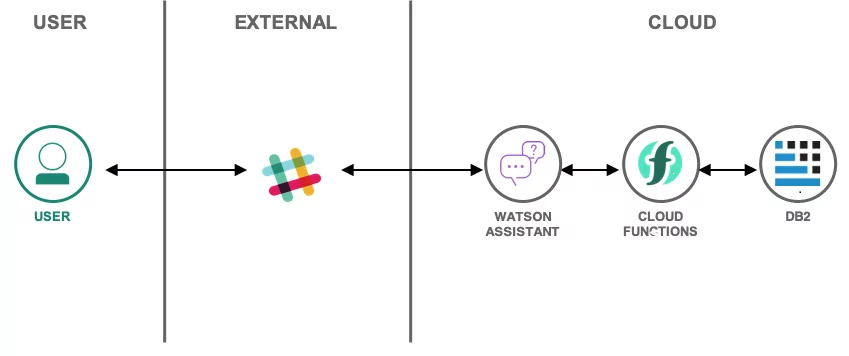 USER
EXTERNAL
CLOUD
?
USER
WATSON
ASSISTANT
CLOUD
FUNCTIONS
DB2